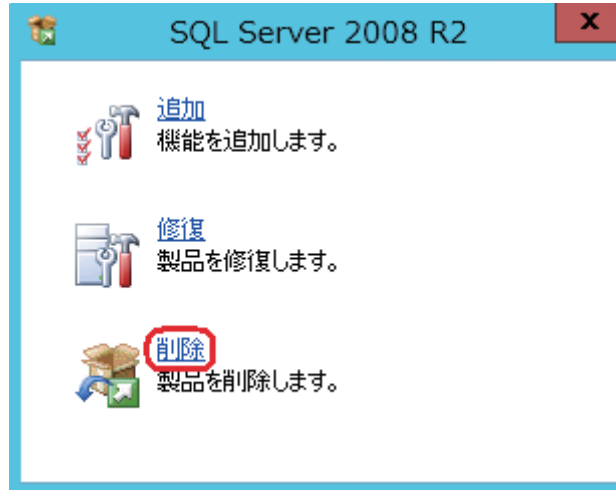 SQL Server 2008 R2
追加
機能を追加します。
修復
製品を修復します。
削除
製品を削除します。